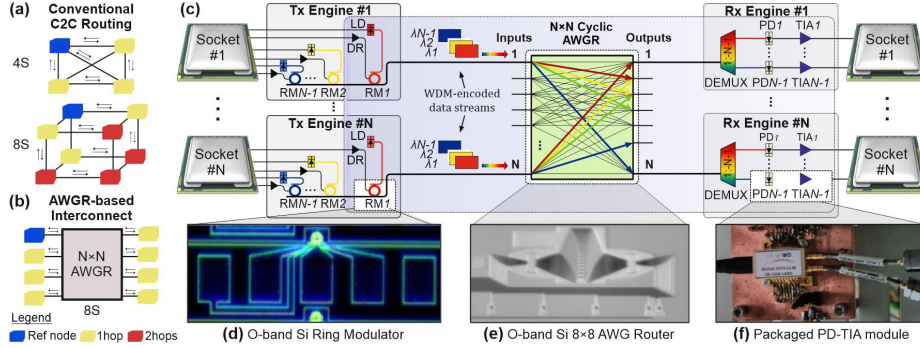 (a) Conventional
C2C Routing
4S
8S
(b) AWGR-based
Interconnect
N×N
AWGR
8S
Legend
Ref node 1hop 2hops
(c)
Tx Engine #1
Socket
#1
LD
DR
RMN-1 RM2 RM1
λN-1
λ2
λ1
WDM-encoded
data streams
Inputs
1
N×N Cyclic
AWGR
Outputs
1
Rx Engine #1
PD1 TIA1
1:N-1
DEMUX PDN-1 TIAN-1
Socket
#1
Tx Engine #N
Socket
#N
LD
DR
RMN-1 RM2 RM1
λN-1
λ2
λ1
N
N
Rx Engine #N
PD1 TIA1
1:N-1
DEMUX PDN-1 TIAN-1
Socket
#N
(d) O-band Si Ring Modulator
(e) O-band Si 8×8 AWG Router
(f) Packaged PD-TIA module